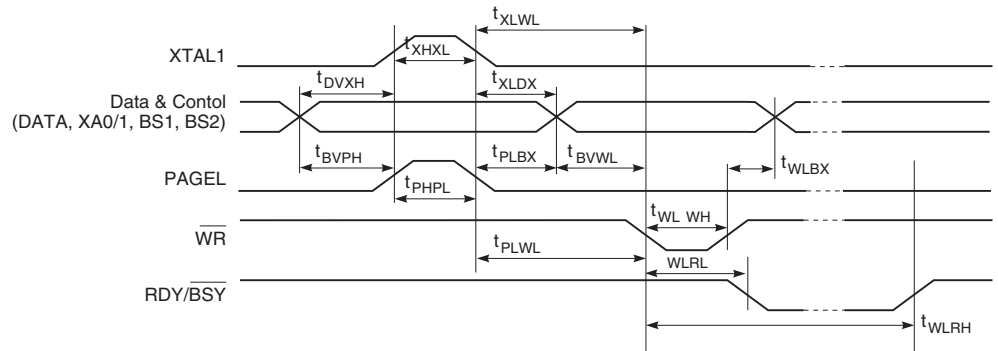 tXLWL
XTAL1
tXHXL
tDVXH
tXLDX
Data & Contol
(DATA, XA0/1, BS1, BS2)
tBVPH
tPLBX
tBVWL
tWLBX
PAGEL
tPHPL
tWL WH
WR
tPLWL
WLRL
RDY/BSY
tWLRH